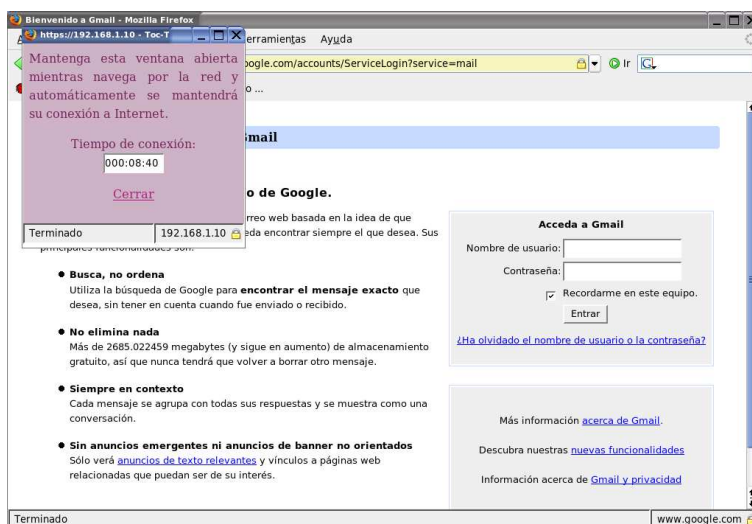 Bienvenido a Gmail - Mozilla Firefox
https://192.168.1.10 - Toc-T
erramientas Ayuda
oogle.com/accounts/ServiceLogin?service=mail
Ir
G
o ...
Mantenga esta ventana abierta
mientras navega por la red y
automáticamente se mantendrá
su conexión a Internet.
Tiempo de conexión:
000:08:40
Cerrar
Terminado
192.168.1.10
mail
o de Google.
rreo web basada en la idea de que
eda encontrar siempre el que desea. Sus
principales funcionalidades son:
Busca, no ordena
Utiliza la búsqueda de Google para encontrar el mensaje exacto que
desea, sin tener en cuenta cuando fue enviado o recibido.
No elimina nada
Más de 2685.022459 megabytes (y sigue en aumento) de almacenamiento
gratuito, así que nunca tendrá que volver a borrar otro mensaje.
Siempre en contexto
Cada mensaje se agrupa con todas sus respuestas y se muestra como una
conversación.
Sin anuncios emergentes ni anuncios de banner no orientados
Sólo verá anuncios de texto relevantes y vínculos a páginas web
relacionadas que puedan ser de su interés.
Acceda a Gmail
Nombre de usuario:
Contraseña:
Recordarme en este equipo.
Entrar
¿Ha olvidado el nombre de usuario o la contraseña?
Más información acerca de Gmail.
Descubra nuestras nuevas funcionalidades
Información acerca de Gmail y privacidad
Terminado
www.google.com